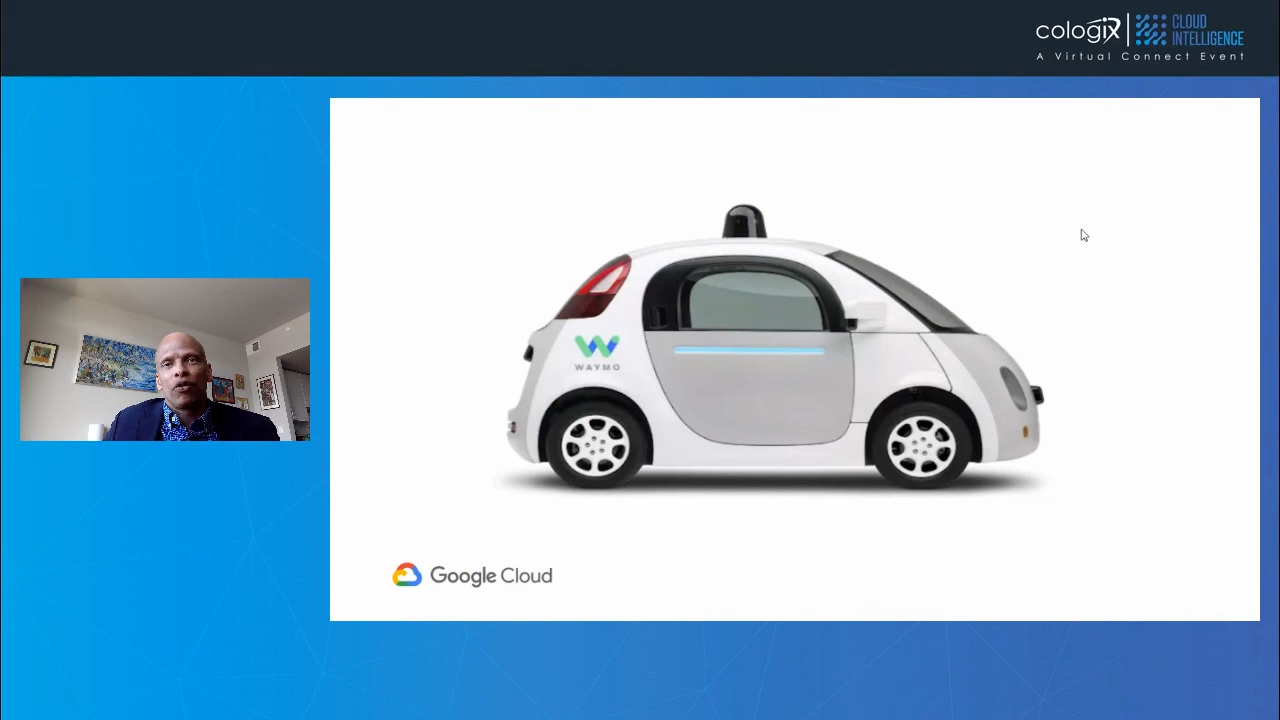 cologix
CLOUD
INTELLIGENCE
A Virtual Connect Event
WAYMO
Google Cloud